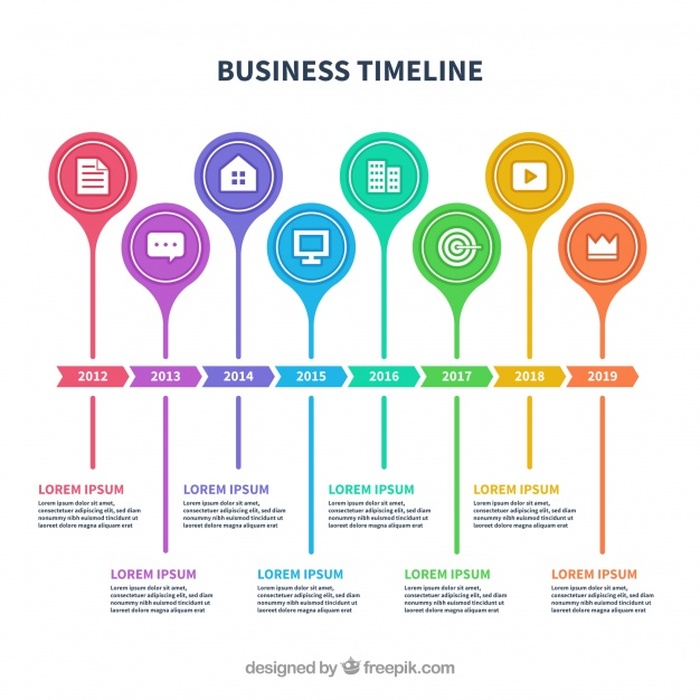 BUSINESS TIMELINE
2012 2013 2014 2015 2016 2017 2018 2019
LOREM IPSUM
Lorem ipsum dolor sit amet,
consectetuer adipiscing elit, sed diam
nonummy nibh euismod tincidunt ut
laoreet dolore magna aliquam erat
LOREM IPSUM
Lorem ipsum dolor sit amet,
consectetuer adipiscing elit, sed diam
nonummy nibh euismod tincidunt ut
laoreet dolore magna aliquam erat
LOREM IPSUM
Lorem ipsum dolor sit amet,
consectetuer adipiscing elit, sed diam
nonummy nibh euismod tincidunt ut
laoreet dolore magna aliquam erat
LOREM IPSUM
Lorem ipsum dolor sit amet,
consectetuer adipiscing elit, sed diam
nonummy nibh euismod tincidunt ut
laoreet dolore magna aliquam erat
LOREM IPSUM
Lorem ipsum dolor sit amet,
consectetuer adipiscing elit, sed diam
nonummy nibh euismod tincidunt ut
laoreet dolore magna aliquam erat
LOREM IPSUM
Lorem ipsum dolor sit amet,
consectetuer adipiscing elit, sed diam
nonummy nibh euismod tincidunt ut
laoreet dolore magna aliquam erat
LOREM IPSUM
Lorem ipsum dolor sit amet,
consectetuer adipiscing elit, sed diam
nonummy nibh euismod tincidunt ut
laoreet dolore magna aliquam erat
LOREM IPSUM
Lorem ipsum dolor sit amet,
consectetuer adipiscing elit, sed diam
nonummy nibh euismod tincidunt ut
laoreet dolore magna aliquam erat
designed by freepik.com